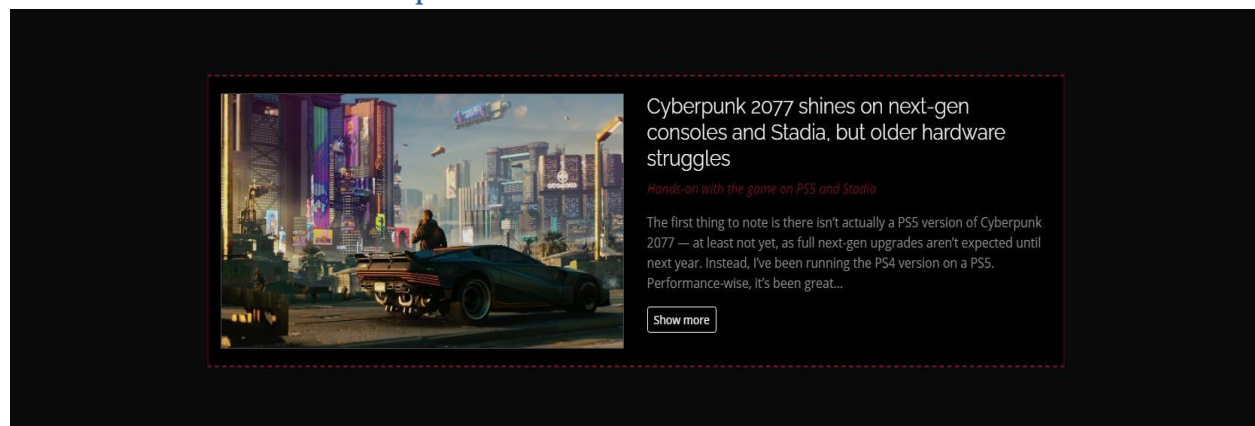 Cyberpunk 2077 shines on next-gen
consoles and Stadia, but older hardware
struggles
Hands-on with the game on PS5 and Stadia
The first thing to note is there isn't actually a PS5 version of Cyberpunk
2077 — at least not yet, as full next-gen upgrades aren't expected until
next year. Instead, I've been running the PS4 version on a PS5.
Performance-wise, it's been great...
Show more